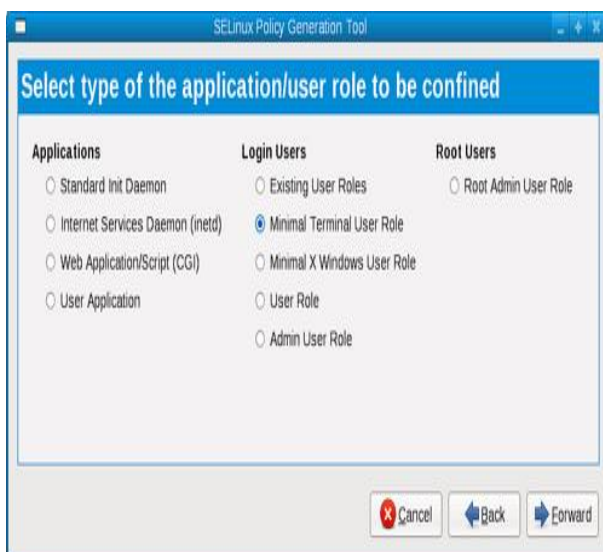 SELinux Policy Generation Tool
Select type of the application/user role to be confined
Applications
Standard Init Daemon
Internet Services Daemon (inetd)
Web Application/Script (CGI)
User Application
Login Users
Existing User Roles
Minimal Terminal User Role
Minimal X Windows User Role
User Role
Admin User Role
Root Users
Root Admin User Role
Cancel
Back
Forward